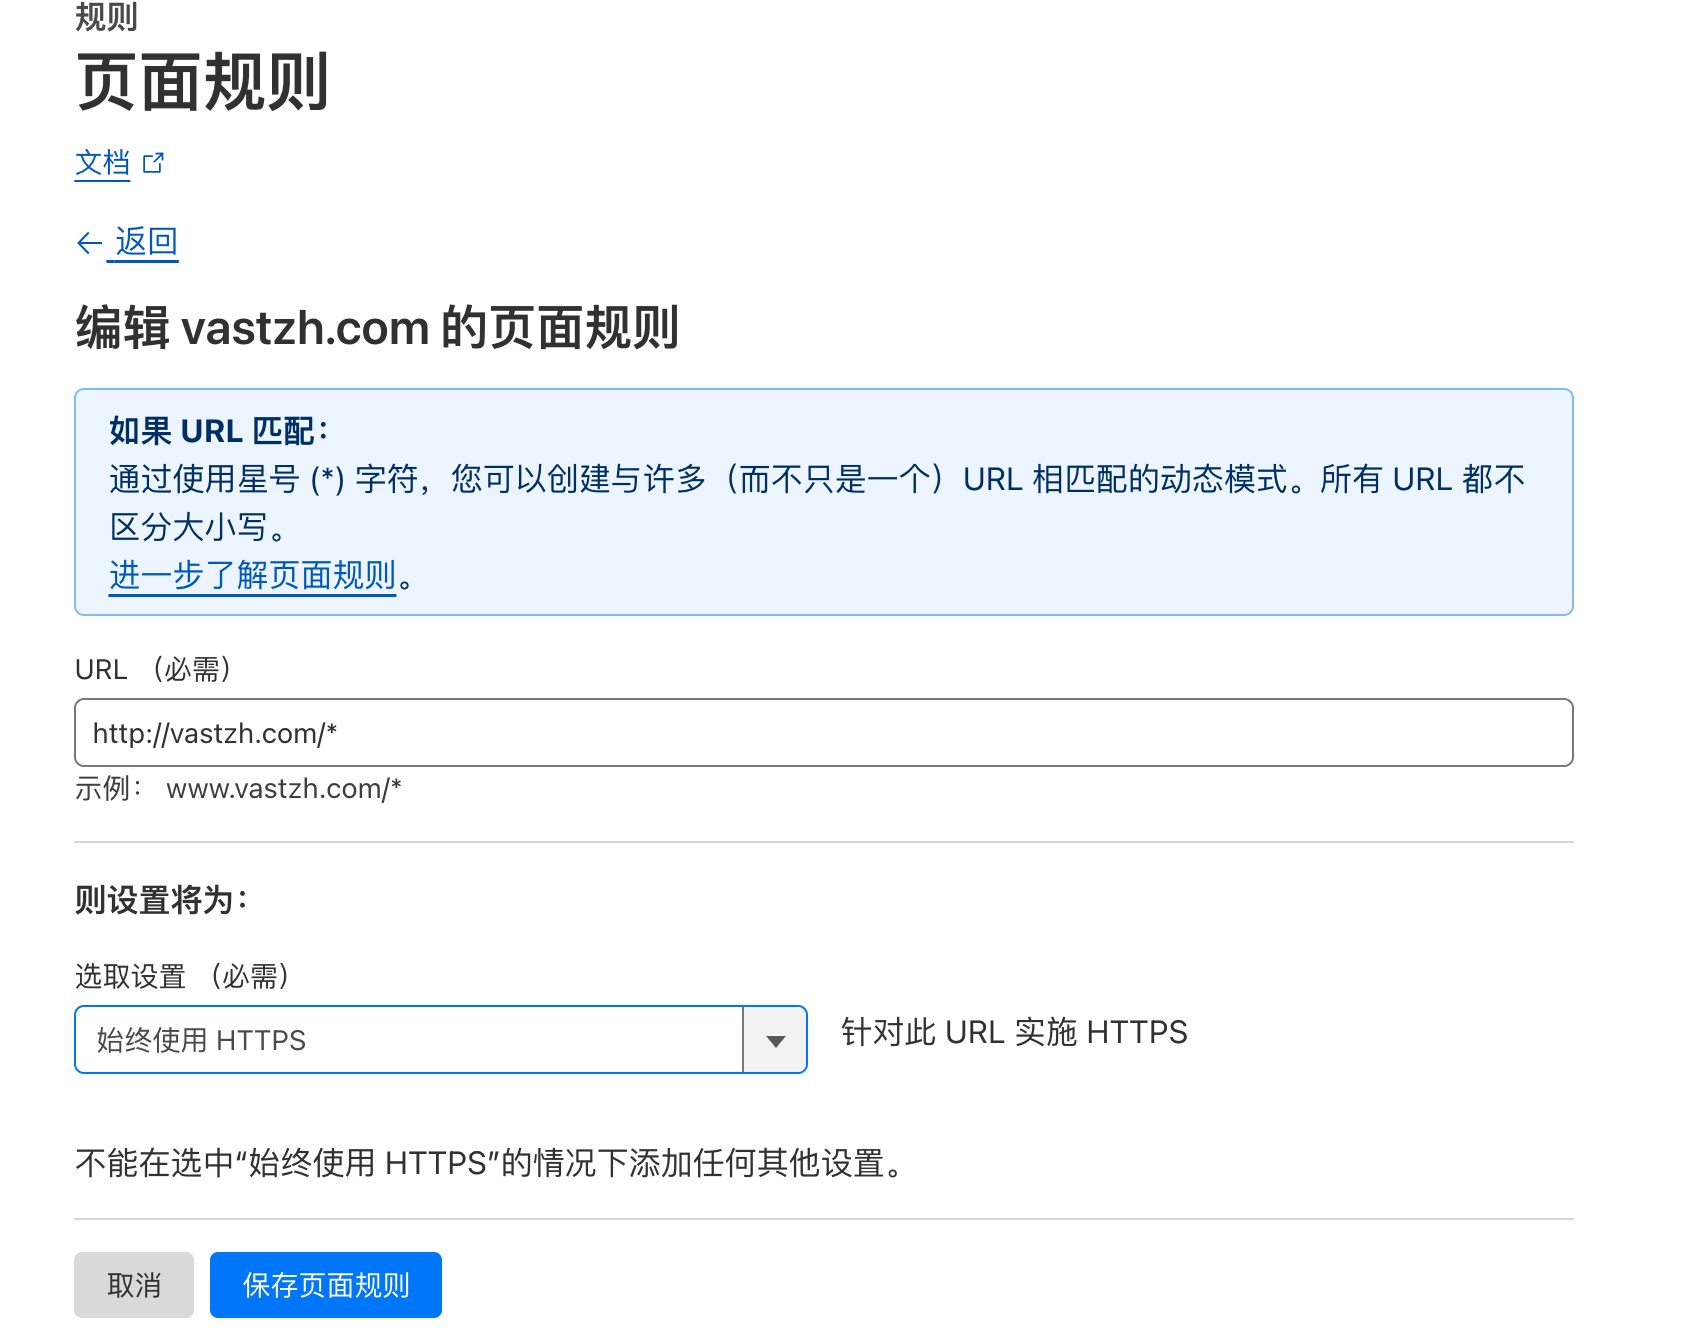 规则
页面规则
文档
返回
编辑 vastzh.com 的页面规则
如果 URL 匹配：
通过使用星号 (*) 字符，您可以创建与许多（而不只是一个）URL 相匹配的动态模式。所有 URL 都不
区分大小写。
进一步了解页面规则。
URL （必需）
http://vastzh.com/*
示例： www.vastzh.com/*
则设置将为：
选取设置 （必需）
始终使用 HTTPS
针对此 URL 实施 HTTPS
不能在选中“始终使用 HTTPS”的情况下添加任何其他设置。
取消
保存页面规则